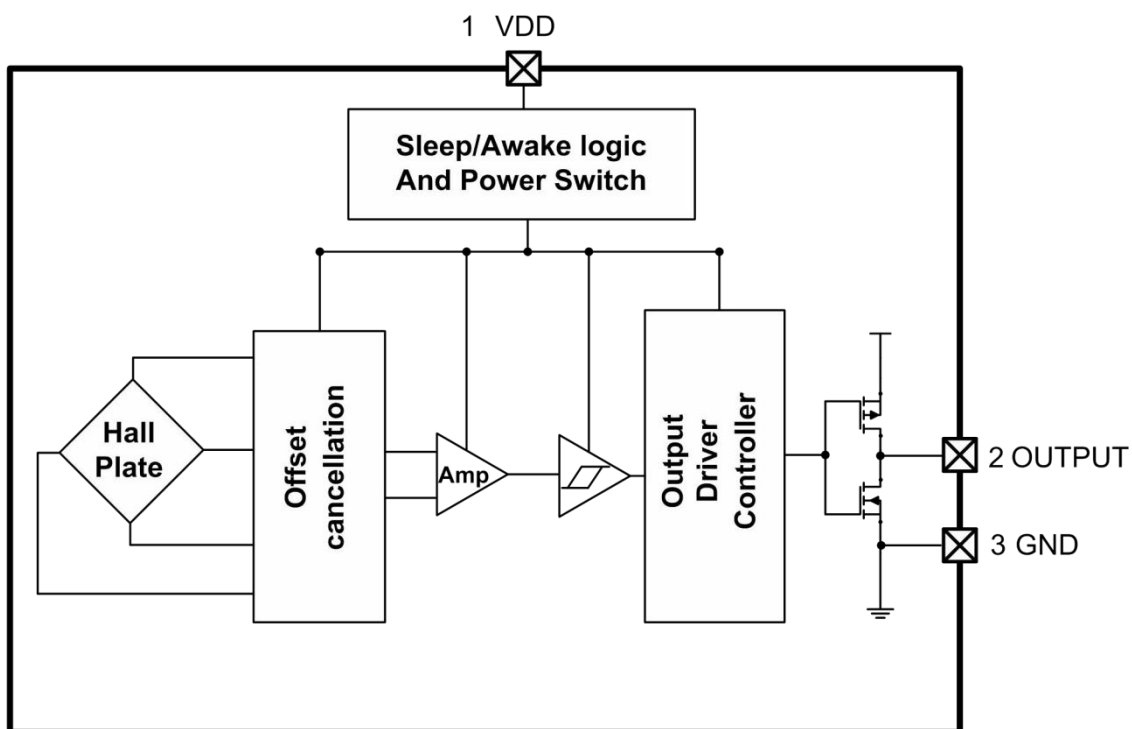 1 VDD
Sleep/Awake logic
And Power Switch
Hall
Plate
Offset
cancellation
Amp
Output
Driver
Controller
2 OUTPUT
3 GND